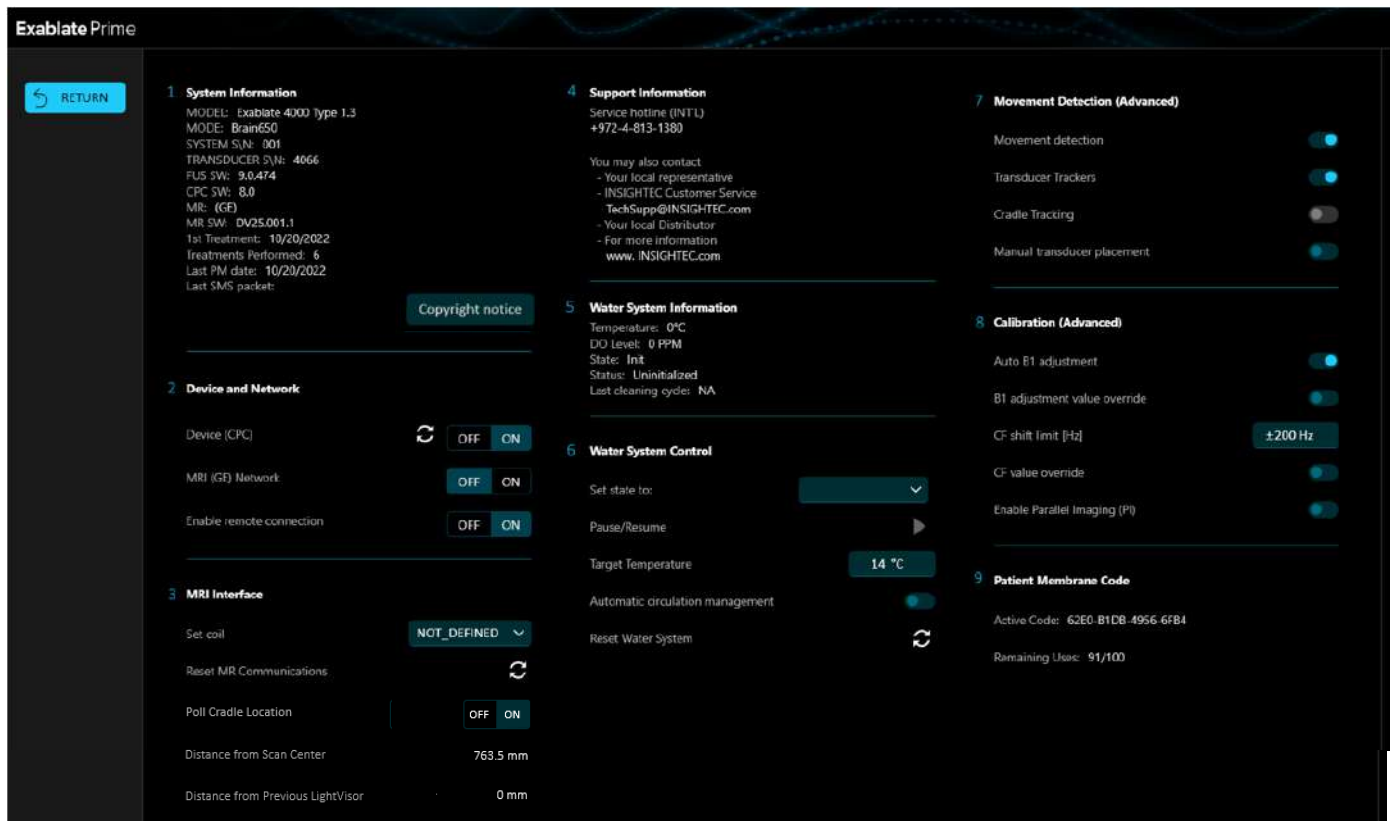 Exablate Prime
RETURN
1 System Information
MODEL: Exablate 4000 Type 1.3
MODE: Brain650
SYSTEM S\N: 001
TRANSDUCER S\N: 4066
FUS SW: 9.0.474
CPC SW: 8.0
MR: (GE)
MR SW: DV25.001.1
1st Treatment: 10/20/2022
Treatments Performed: 6
Last PM date: 10/20/2022
Last SMS packet:
Copyright notice
2 Device and Network
Device (CPC) OFF ON
MRI (GE) Network OFF ON
Enable remote connection OFF ON
3 MRI Interface
Set coil NOT_DEFINED
Reset MR Communications
Poll Cradle Location OFF ON
Distance from Scan Center 763.5 mm
Distance from Previous LightVisor 0 mm
4 Support Information
Service hotline (INT'L)
+972-4-813-1380
You may also contact
- Your local representative
- INSIGHTEC Customer Service
TechSupp@INSIGHTEC.com
- Your local Distributor
- For more information
www. INSIGHTEC.com
5 Water System Information
Temperature: 0°C
DO Level: 0 PPM
State: Init
Status: Uninitialized
Last cleaning cycle: NA
6 Water System Control
Set state to:
Pause/Resume
Target Temperature 14 °C
Automatic circulation management
Reset Water System
7 Movement Detection (Advanced)
Movement detection
Transducer Trackers
Cradle Tracking
Manual transducer placement
8 Calibration (Advanced)
Auto B1 adjustment
B1 adjustment value override
CF shift limit [Hz] ±200 Hz
CF value override
Enable Parallel Imaging (PI)
9 Patient Membrane Code
Active Code: 62E0-B1DB-4956-6FB4
Remaining Uses: 91/100